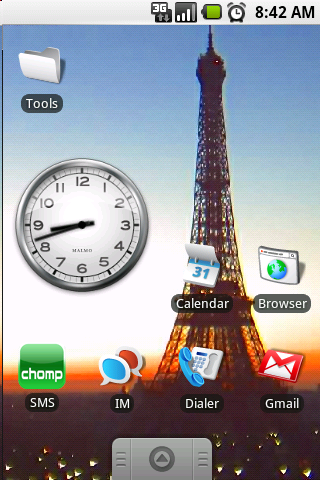 3G
8:42 AM
Tools
12
1
2
3
4
5
6
7
8
9
10
11
MALMO
31
Calendar
Browser
chomp
SMS
IM
Dialer
Gmail